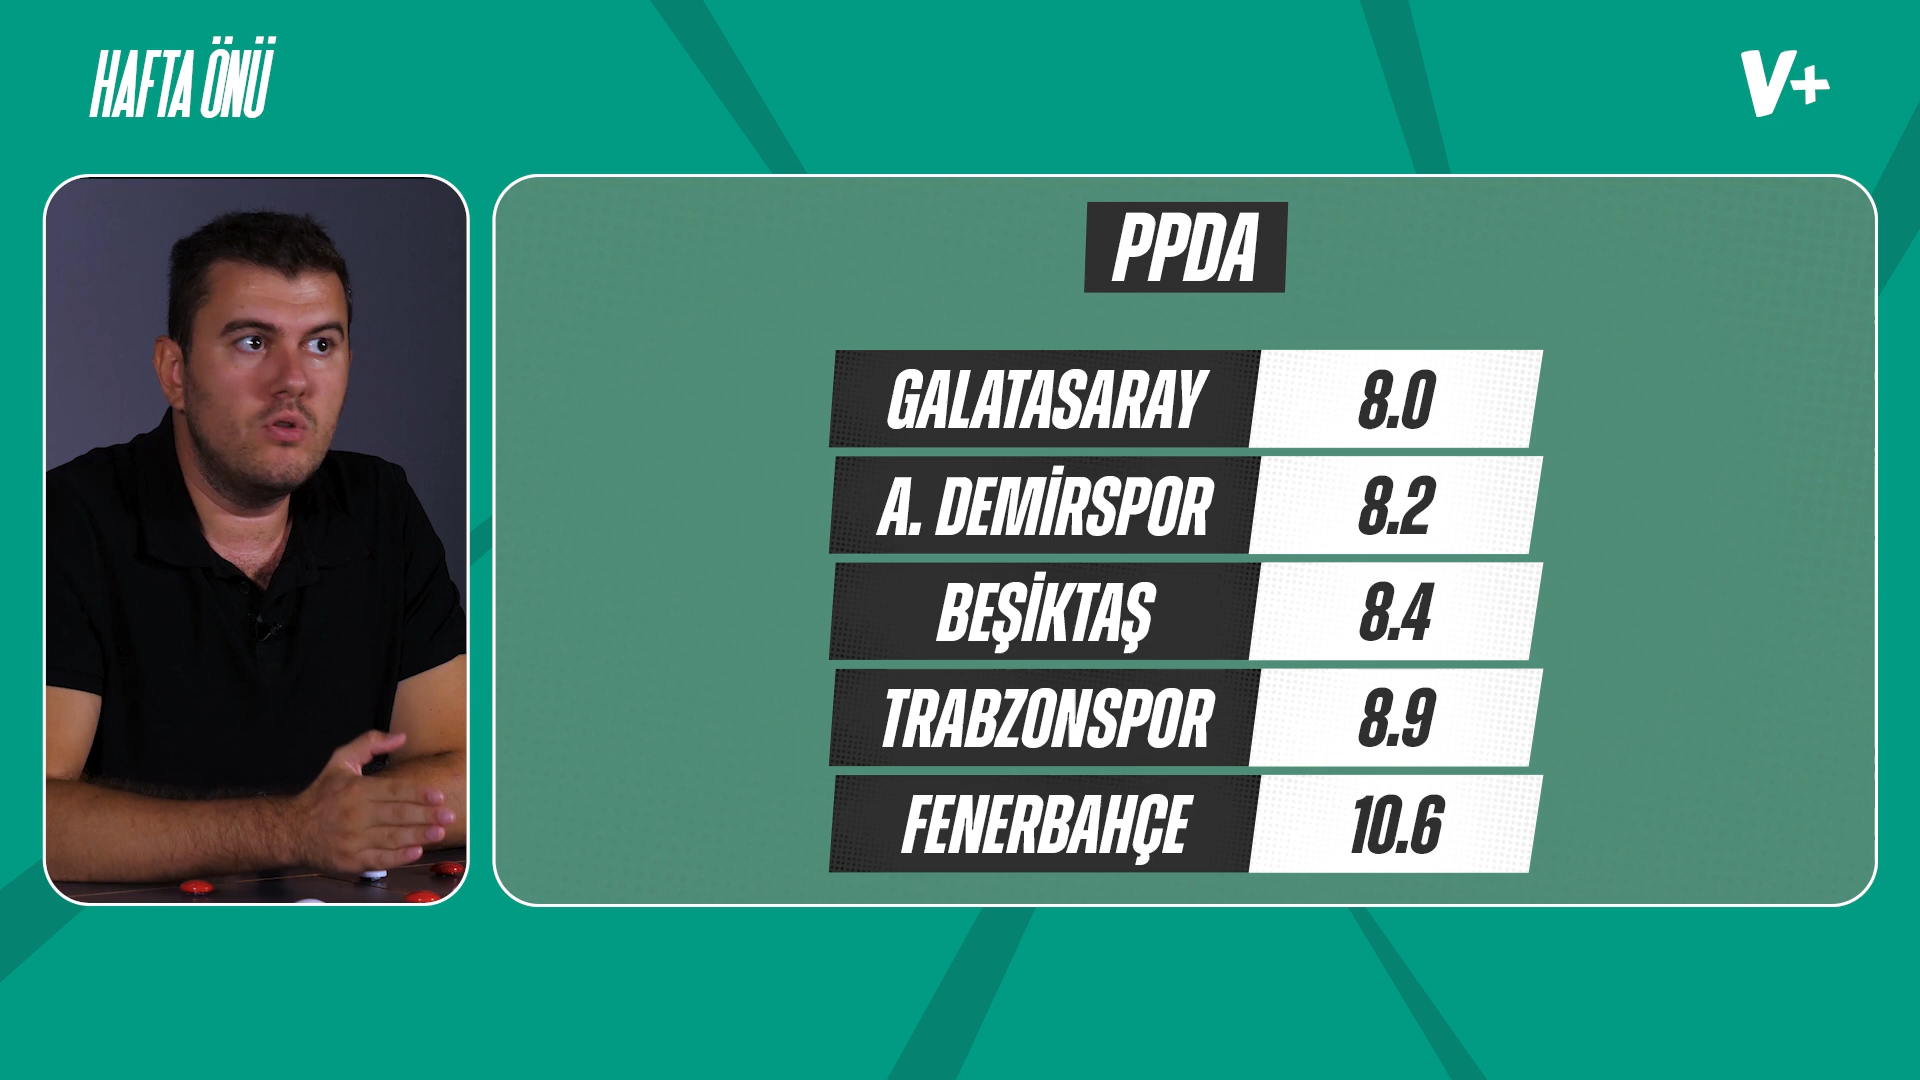 HAFTA ÖNÜ
V+
PPDA
GALATASARAY 8.0
A. DEMİRSPOR 8.2
BEŞİKTAŞ 8.4
TRABZONSPOR 8.9
FENERBAHÇE 10.6